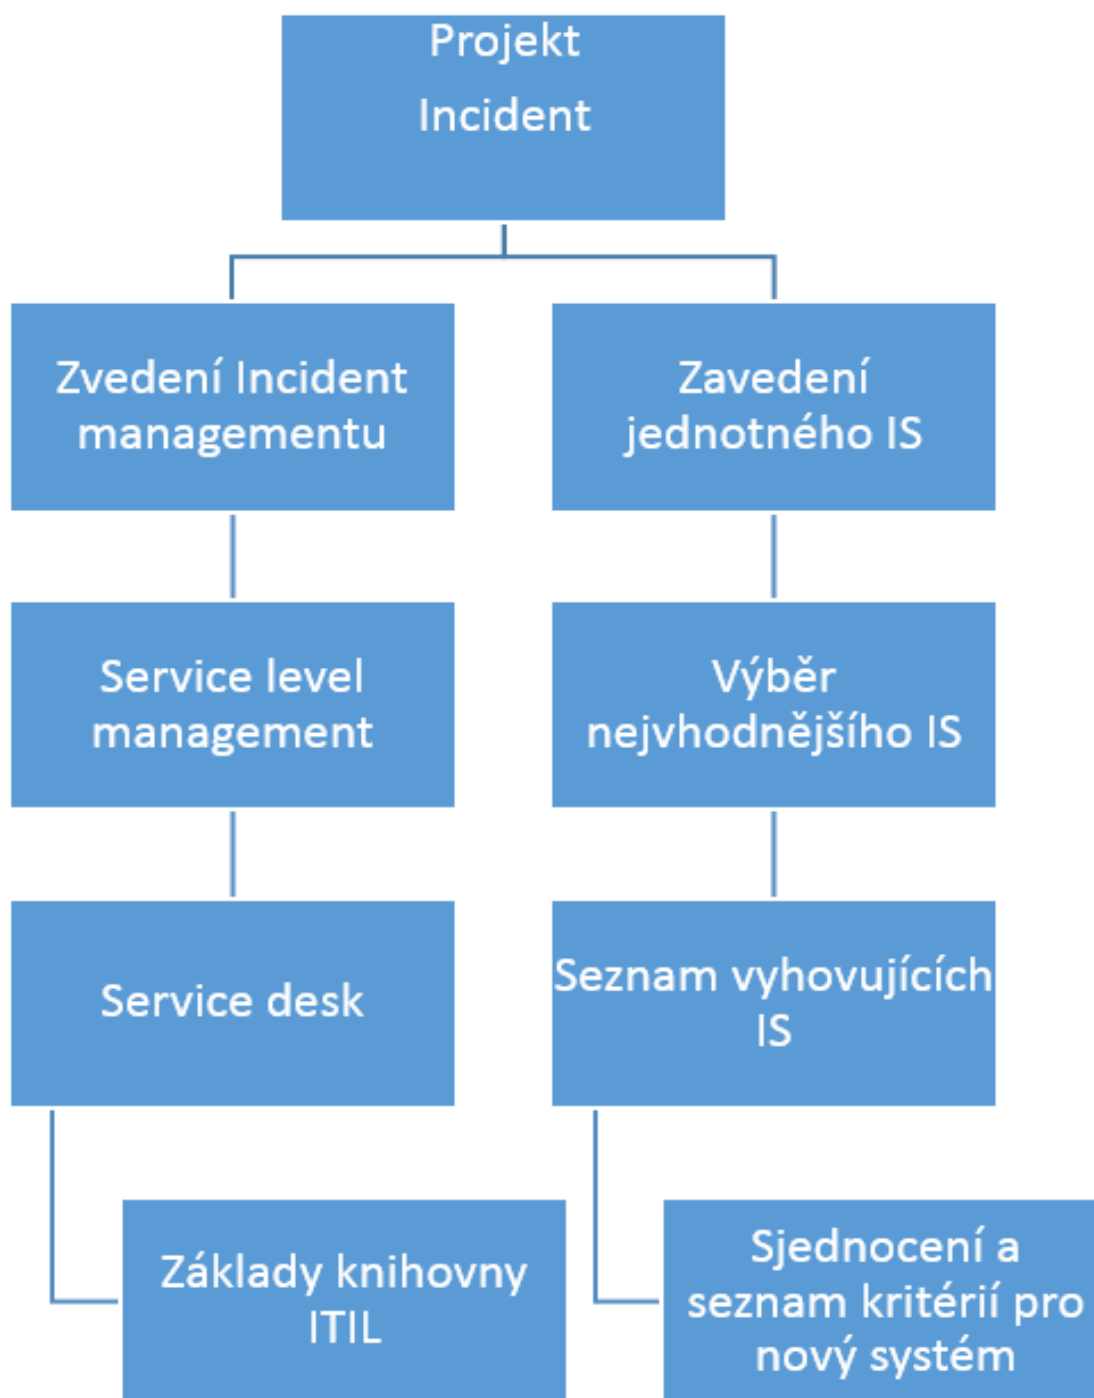 Projekt
Incident
Zvedení Incident
managementu
Zavedení
jednotného IS
Service level
management
Výběr
nejvhodnějšího IS
Service desk
Seznam vyhovujících
IS
Základy knihovny
ITIL
Sjednocení a
seznam kritérií pro
nový systém